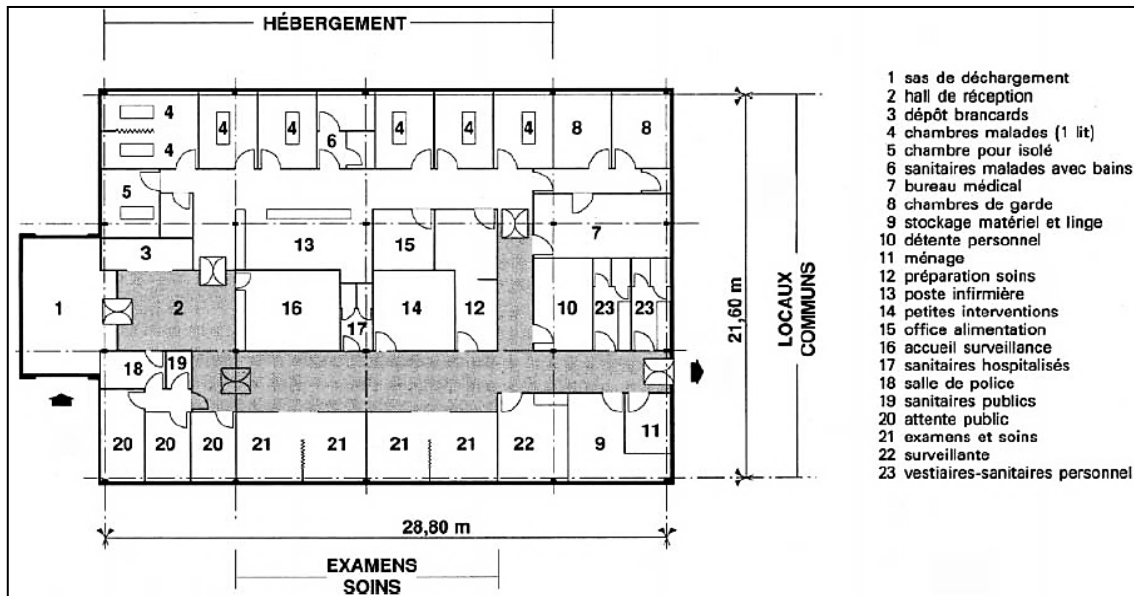 HÉBERGEMENT
4
4
4
4
4
4
4
8
8
6
5
7
3
13
15
1
2
16
17
14
12
10
23
23
18
19
20
20
20
21
21
21
21
22
9
11
21,60 m
LOCAUX
COMMUNS
28,80 m
EXAMENS
SOINS
1 sas de déchargement
2 hall de réception
3 dépôt brancards
4 chambres malades (1 lit)
5 chambre pour isolé
6 sanitaires malades avec bains
7 bureau médical
8 chambres de garde
9 stockage matériel et linge
10 détente personnel
11 ménage
12 préparation soins
13 poste infirmière
14 petites interventions
15 office alimentation
16 accueil surveillance
17 sanitaires hospitalisés
18 salle de police
19 sanitaires publics
20 attente public
21 examens et soins
22 surveillante
23 vestiaires-sanitaires personnel